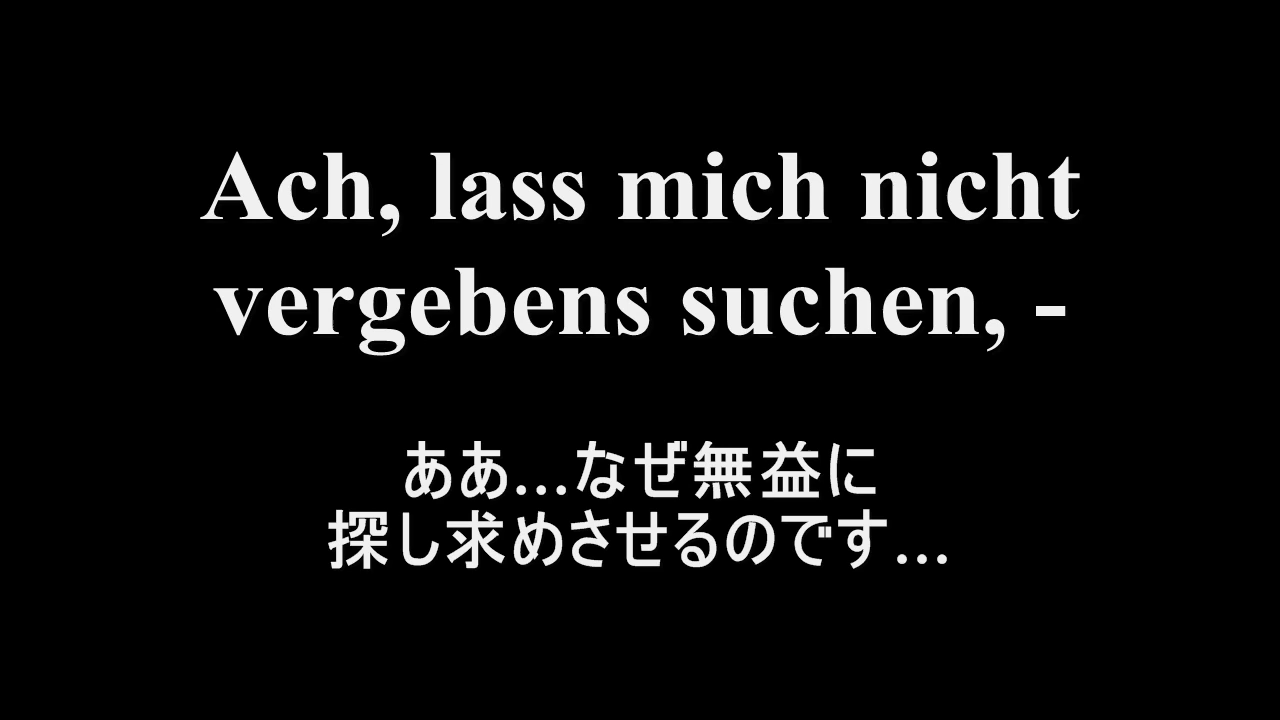 Ach, lass mich nicht
vergebens suchen, -
ああ…なぜ無益に
探し求めさせるのです…